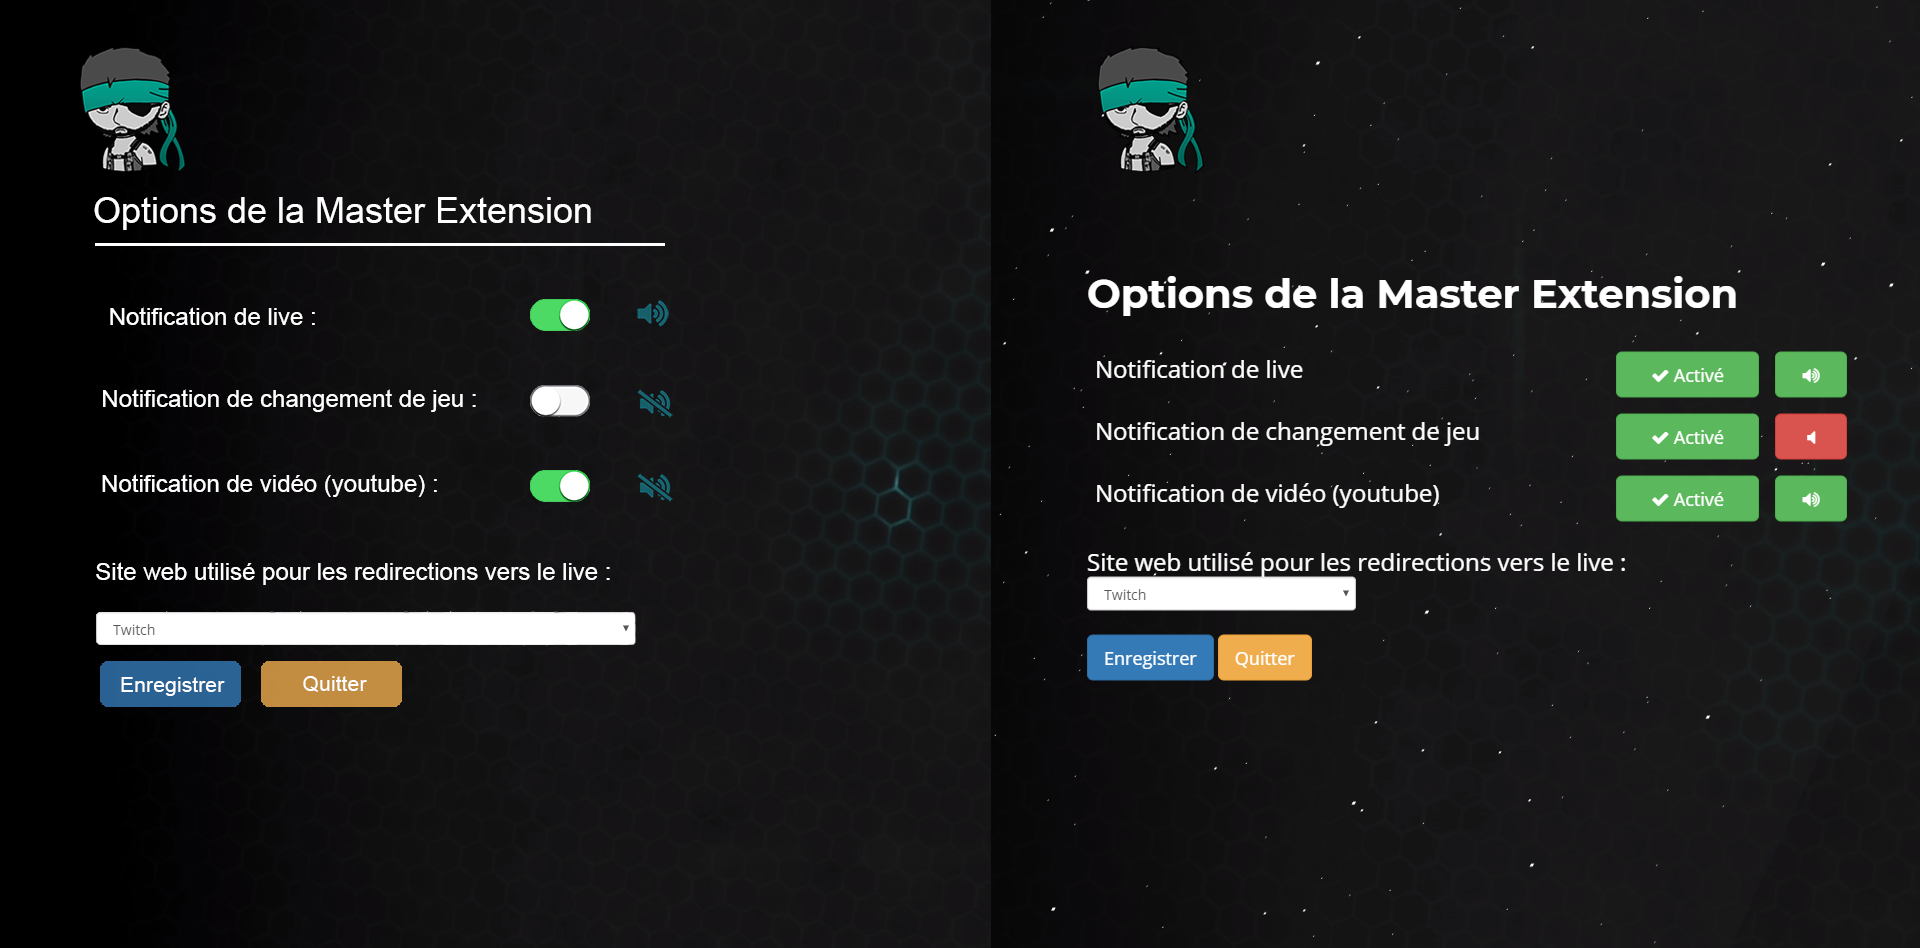 Options de la Master Extension
Notification de live :
Notification de changement de jeu :
Notification de vidéo (youtube) :
Site web utilisé pour les redirections vers le live :
Twitch
Enregistrer Quitter
Options de la Master Extension
Notification de live Activé
Notification de changement de jeu Activé
Notification de vidéo (youtube) Activé
Site web utilisé pour les redirections vers le live :
Twitch
Enregistrer Quitter